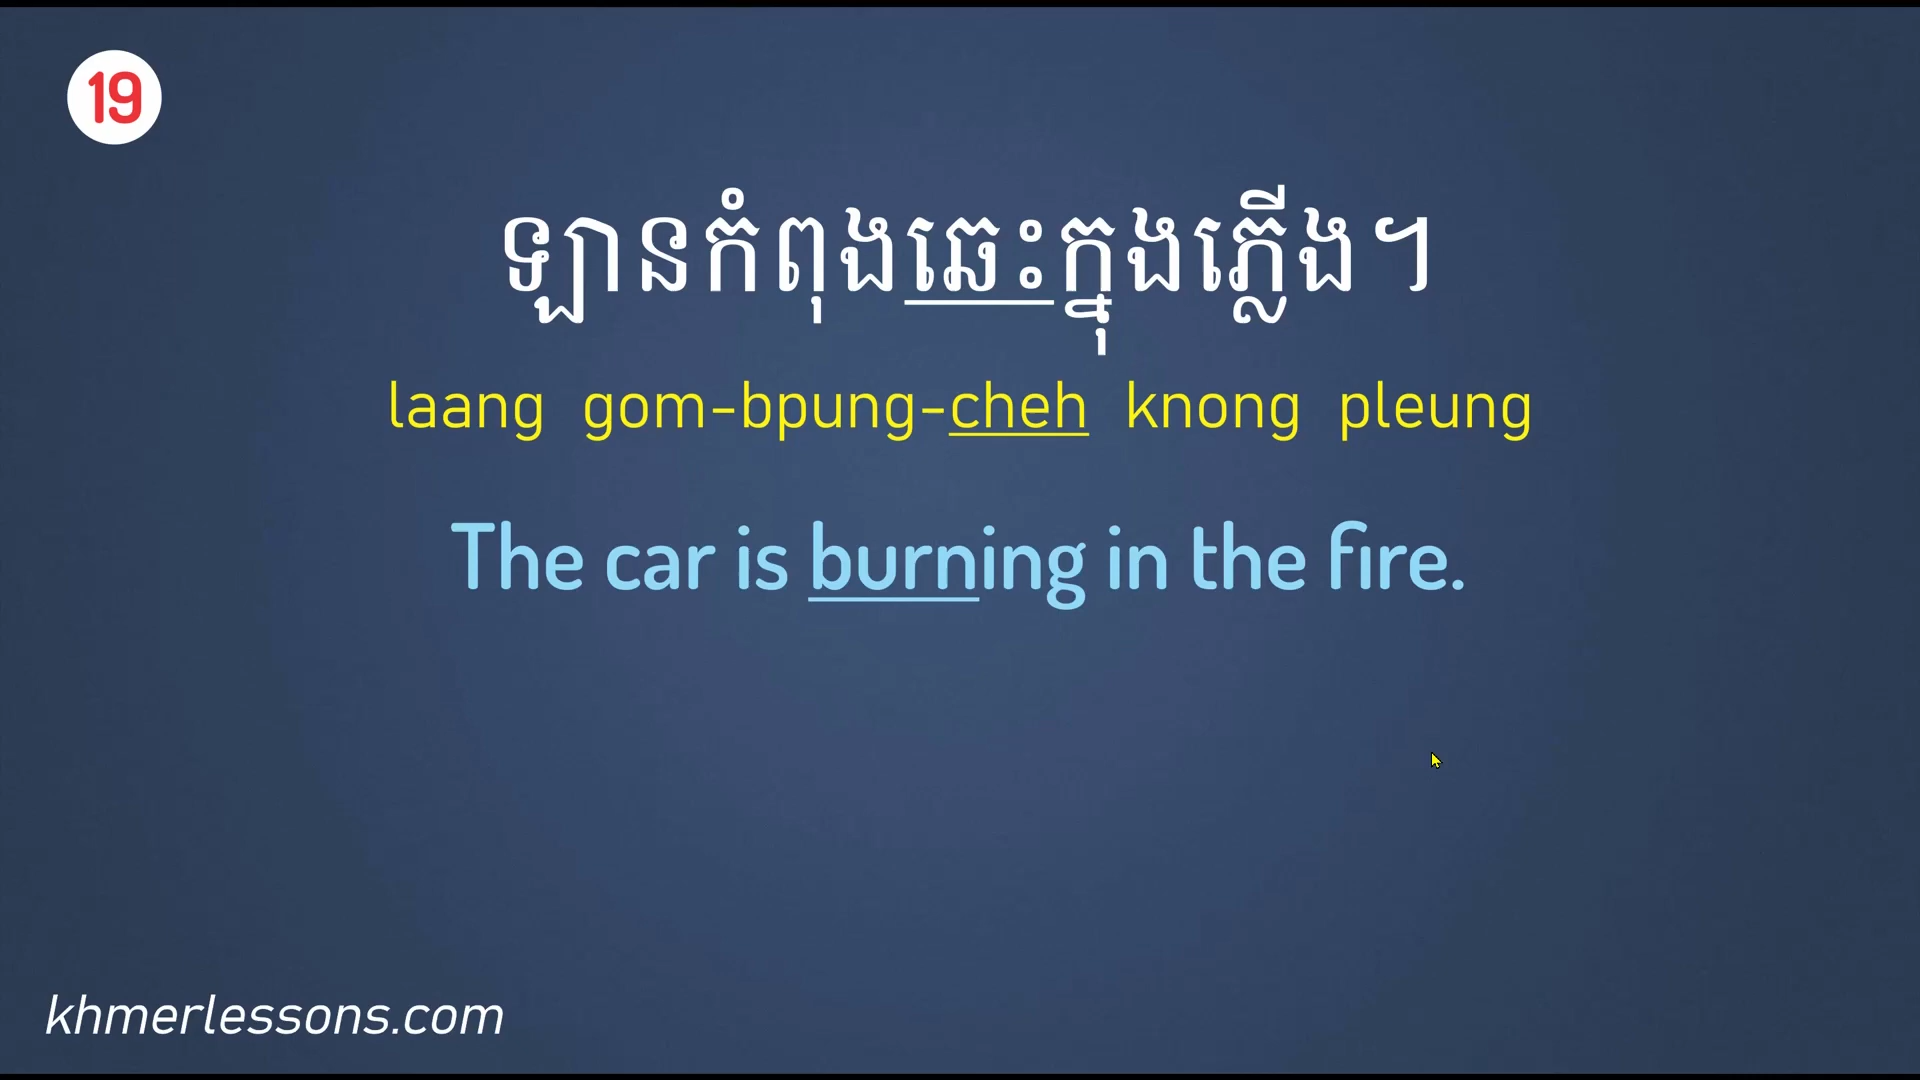 19
ឡានកំពុងឆេះក្នុងភ្លើង។
laang gom-bpung-cheh knong pleung
The car is burning in the fire.
khmerlessons.com